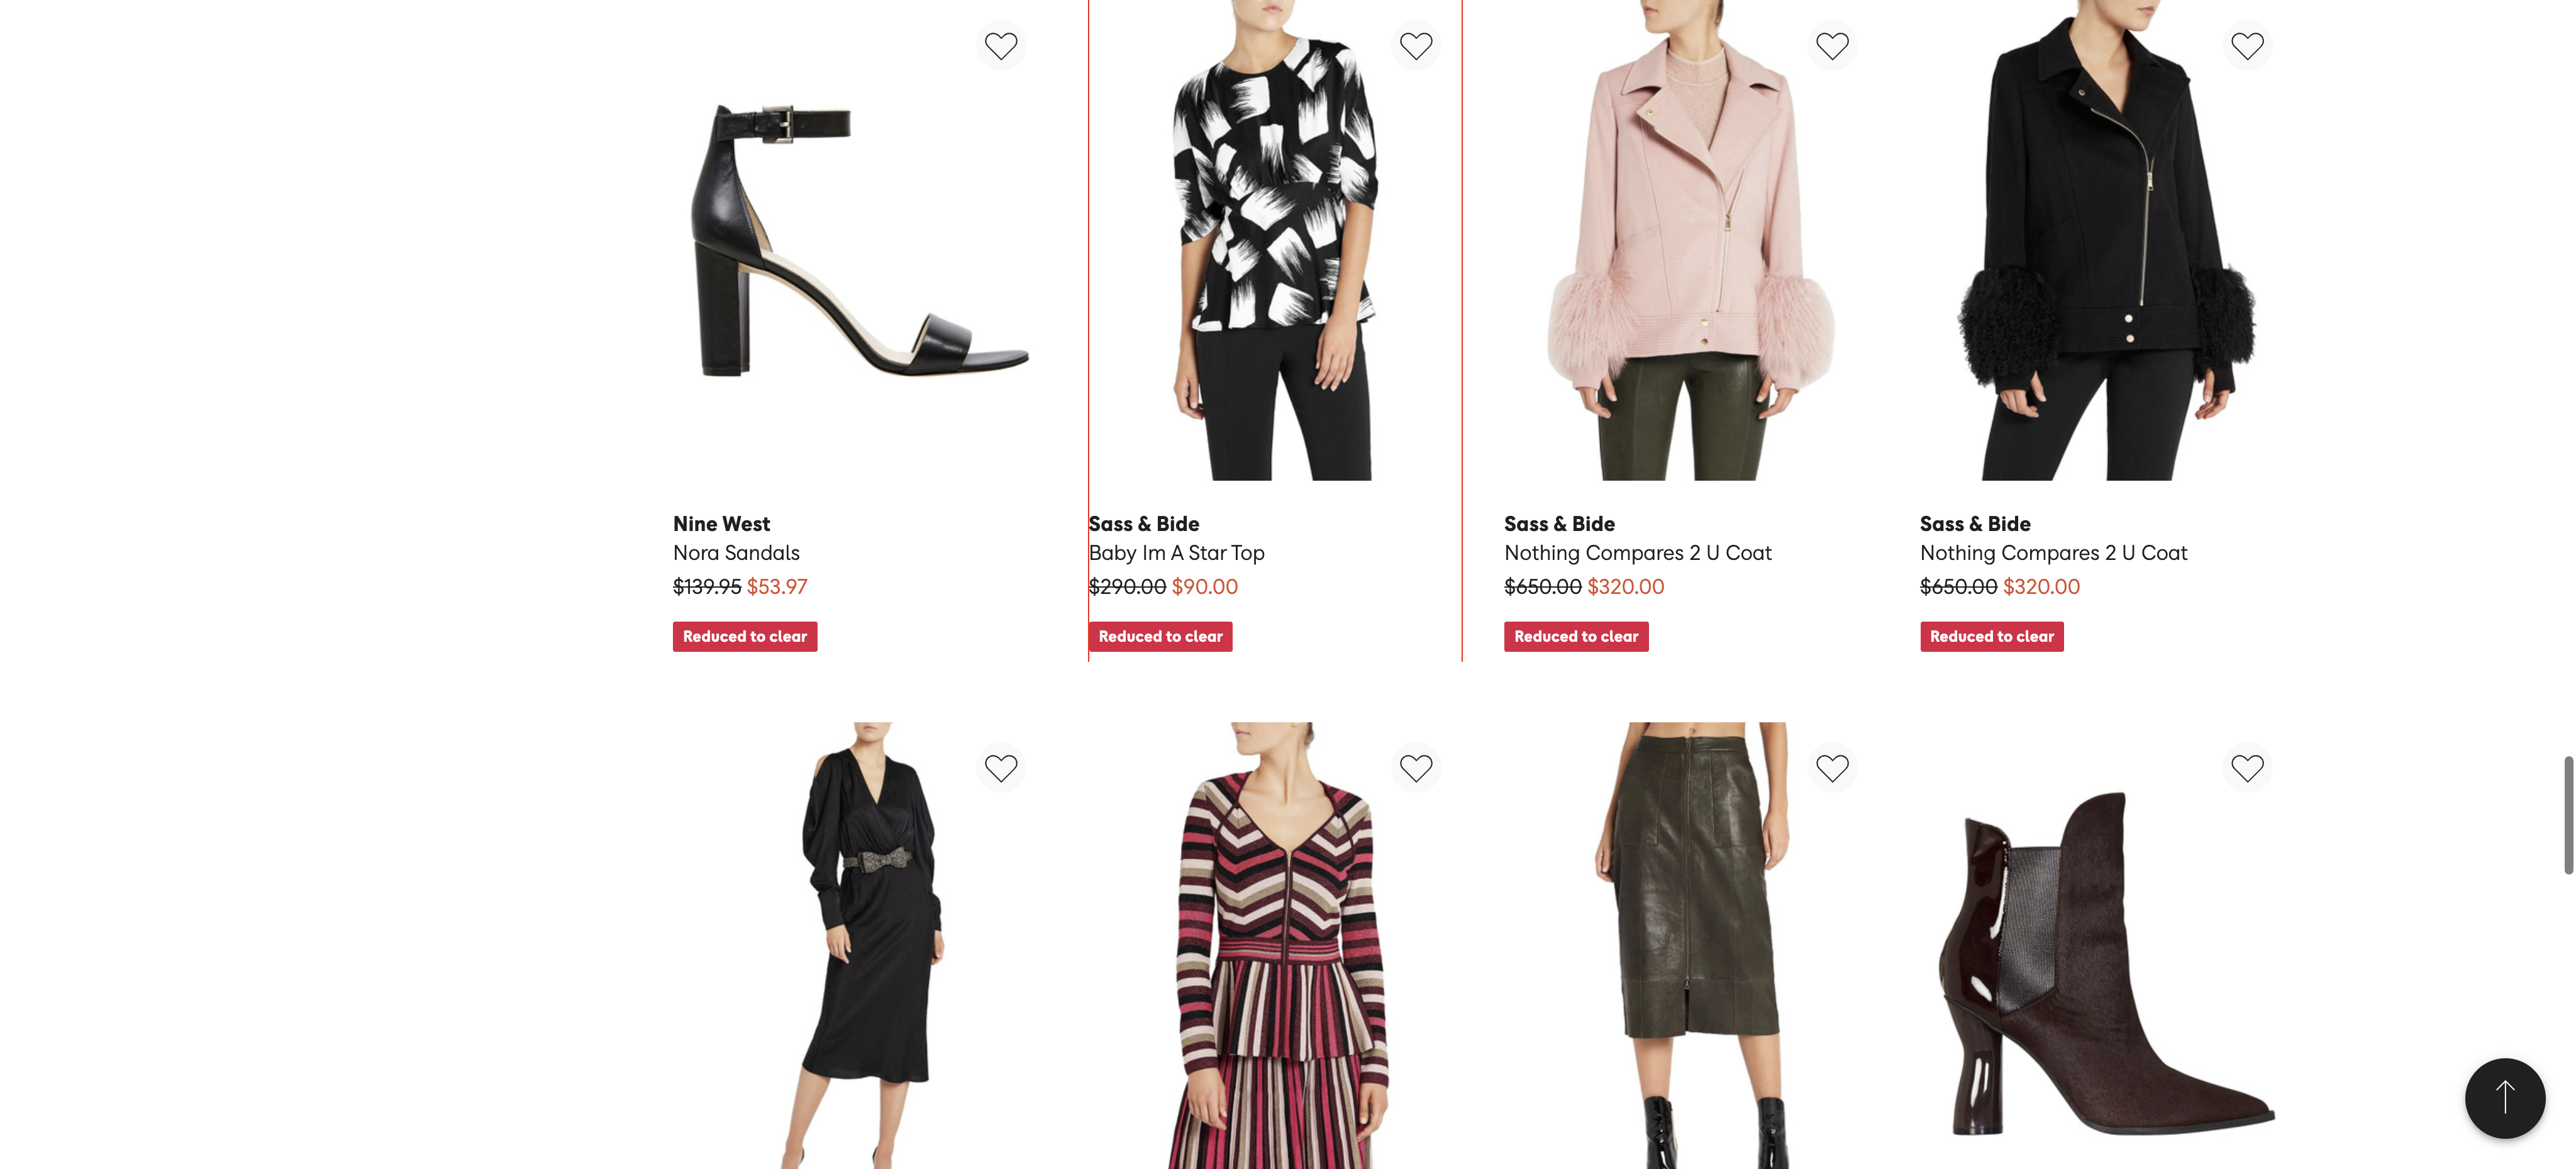 Nine West
Nora Sandals
$139.95 $53.97
Reduced to clear
Sass & Bide
Baby Im A Star Top
$290.00 $90.00
Reduced to clear
Sass & Bide
Nothing Compares 2 U Coat
$650.00 $320.00
Reduced to clear
Sass & Bide
Nothing Compares 2 U Coat
$650.00 $320.00
Reduced to clear